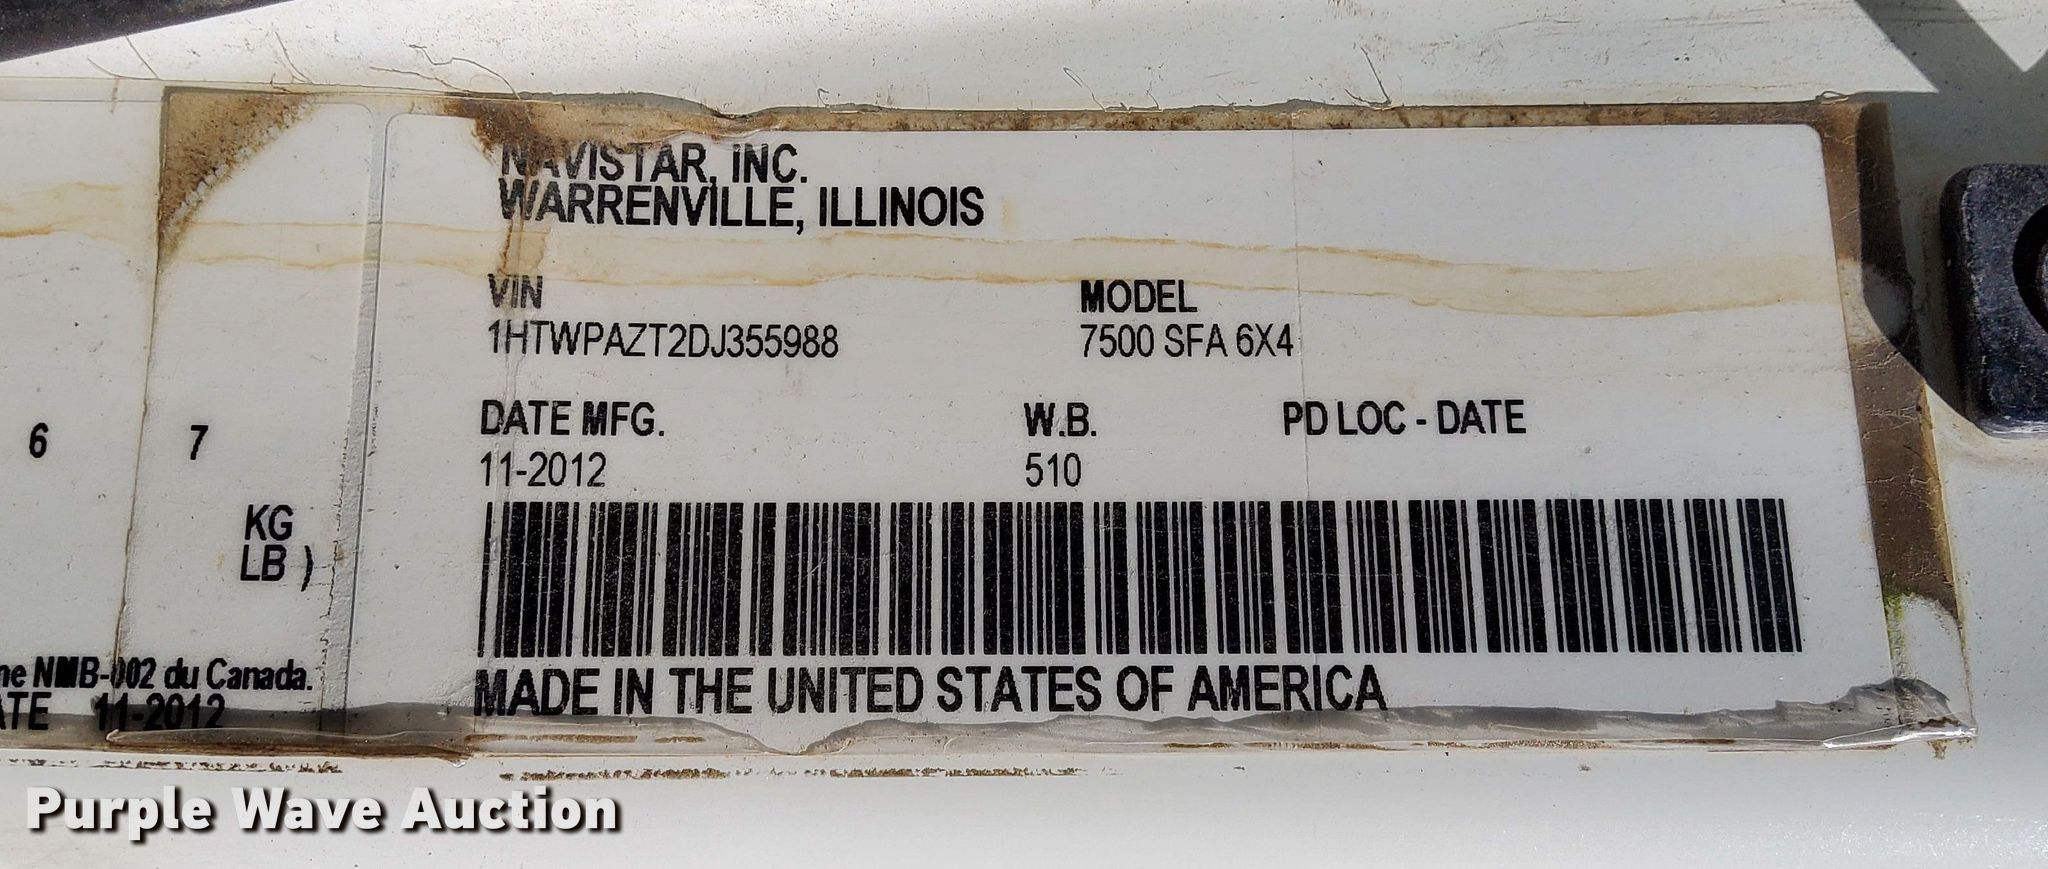 NAVISTAR, INC.
WARRENVILLE, ILLINOIS
VIN MODEL
1HTWPAZT2DJ355988 7500 SFA 6X4
DATE MFG. W.B. PD LOC - DATE
11-2012 510
MADE IN THE UNITED STATES OF AMERICA
6 7
KG
LB )
NMB-002 du Canada.
11-2012
Purple Wave Auction